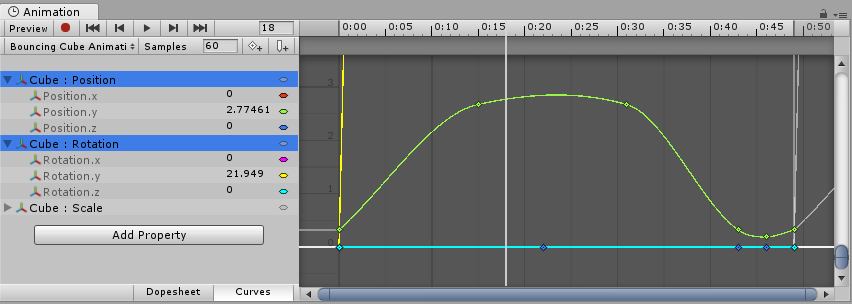 Animation
Preview 18 0:00 0:05 0:10 0:15 0:20 0:25 0:30 0:35 0:40 0:45 0:50
Bouncing Cube Animati Samples 60
Cube : Position
Position.x 0
Position.y 2.77461
Position.z 0
Cube : Rotation
Rotation.x 0
Rotation.y 21.949
Rotation.z 0
Cube : Scale
Add Property
3
2
1
0
Dopesheet Curves